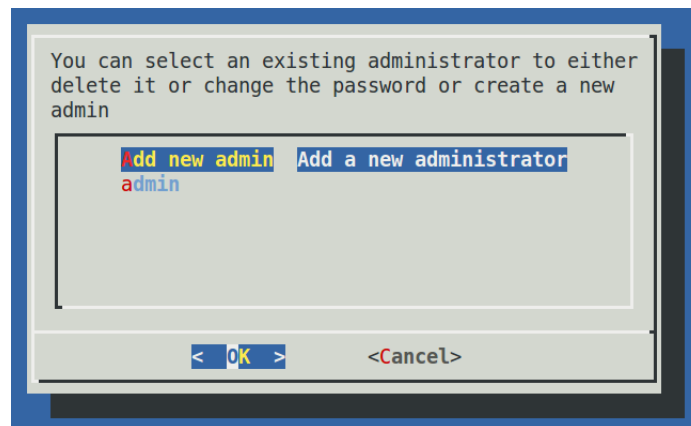 You can select an existing administrator to either
delete it or change the password or create a new
admin
Add new admin  Add a new administrator
admin
<  OK  >  <Cancel>